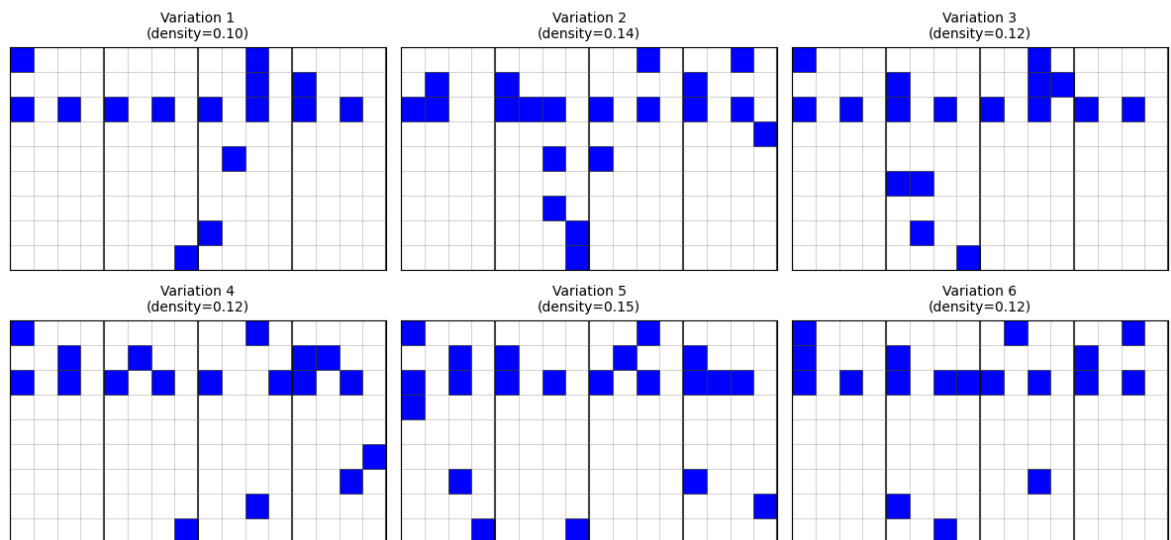 Variation 1
(density=0.10)
Variation 2
(density=0.14)
Variation 3
(density=0.12)
Variation 4
(density=0.12)
Variation 5
(density=0.15)
Variation 6
(density=0.12)